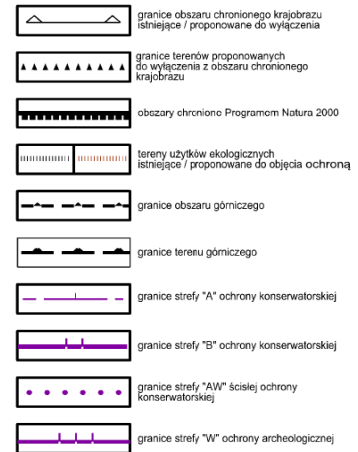 granice obszaru chronionego krajobrazu
istniejące / proponowane do wyłączenia
granice terenów proponowanych
do wyłączenia z obszaru chronionego
krajobrazu
obszary chronione Programem Natura 2000
tereny użytków ekologicznych
istniejące / proponowane do objęcia ochroną
granice obszaru górniczego
granice terenu górniczego
granice strefy "A" ochrony konserwatorskiej
granice strefy "B" ochrony konserwatorskiej
granice strefy "AW" ścisłej ochrony
konserwatorskiej
granice strefy "W" ochrony archeologicznej